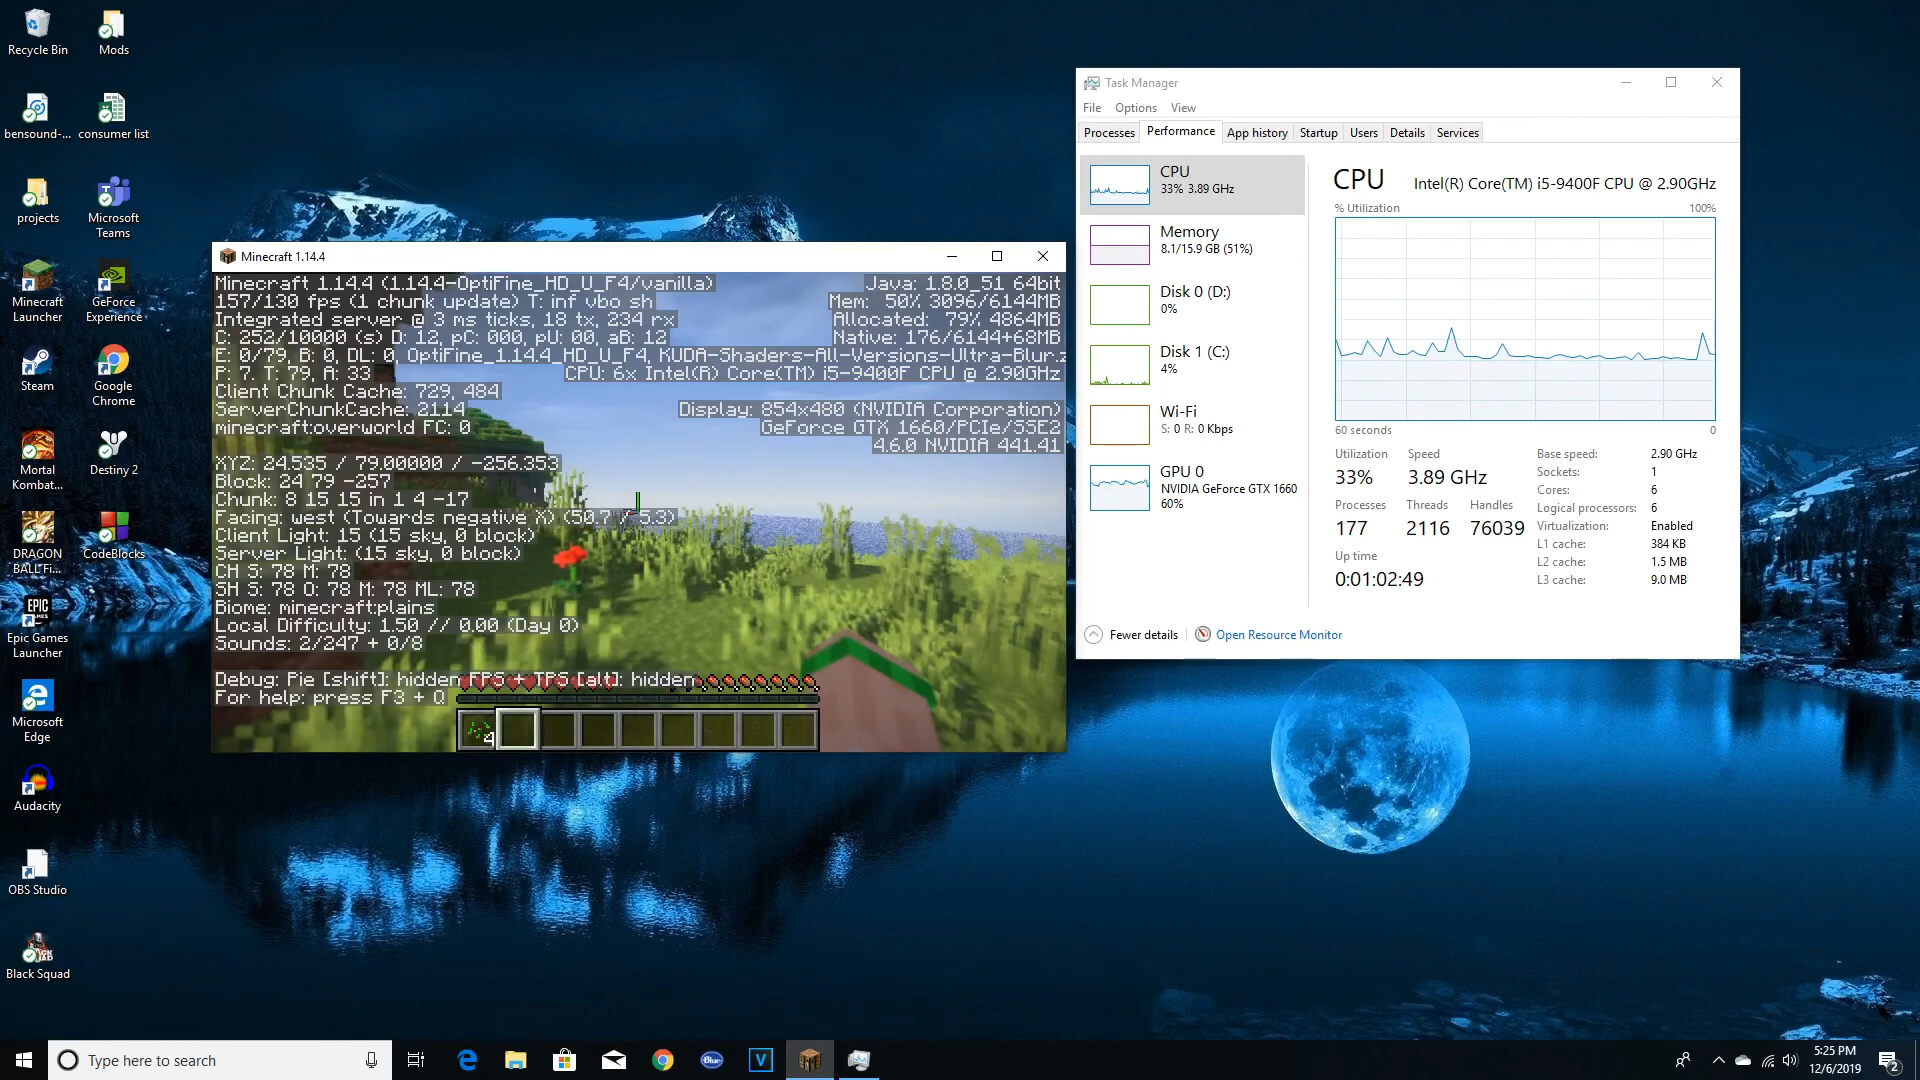 Recycle Bin
Mods
bensound-...
consumer list
projects
Microsoft
Teams
Minecraft
Launcher
GeForce
Experience
Steam
Google
Chrome
Mortal
Kombat...
Destiny 2
DRAGON
BALL Fi...
CodeBlocks
EPIC
GAMES
Epic Games
Launcher
Microsoft
Edge
Audacity
OBS Studio
Black Squad
Minecraft 1.14.4
Minecraft 1.14.4 (1.14.4-OptiFine_HD_U_F4/vanilla)
157/130 fps (1 chunk update) T: inf vbo sh
Integrated server @ 3 ms ticks, 18 tx, 234 rx
C: 252/10000 (s) D: 12, pC: 000, pU: 00, aB: 12
E: 0/79, B: 0, DL: 0, OptiFine_1.14.4_HD_U_F4, KUDA-Shaders-All-Versions-Ultra-Blur.z
P: 7. T: 79, A: 33
Client Chunk Cache: 729, 484
ServerChunkCache: 2114
minecraft:overworld FC: 0
XYZ: 24.535 / 79.00000 / -256.353
Block: 24 79 -257
Chunk: 8 15 15 in 1 4 -17
Facing: west (Towards negative X) (50.7 / 5.3)
Client Light: 15 (15 sky, 0 block)
Server Light: (15 sky, 0 block)
CH S: 78 M: 78
SH S: 78 O: 78 M: 78 ML: 78
Biome: minecraft:plains
Local Difficulty: 1.50 // 0.00 (Day 0)
Sounds: 2/247 + 0/8
Debug: Pie [shift]: hidden FPS + TPS [alt]: hidden
For help: press F3 + Q
4
Java: 1.8.0_51 64bit
Mem: 50% 3096/6144MB
Allocated: 79% 4864MB
Native: 176/6144+68MB
CPU: 6x Intel(R) Core(TM) i5-9400F CPU @ 2.90GHz
Display: 854x480 (NVIDIA Corporation)
GeForce GTX 1660/PCIe/SSE2
4.6.0 NVIDIA 441.41
Task Manager
File Options View
Processes Performance App history Startup Users Details Services
CPU
33% 3.89 GHz
Memory
8.1/15.9 GB (51%)
Disk 0 (D:)
0%
Disk 1 (C:)
4%
Wi-Fi
S: 0 R: 0 Kbps
GPU 0
NVIDIA GeForce GTX 1660
60%
CPU Intel(R) Core(TM) i5-9400F CPU @ 2.90GHz
% Utilization 100%
60 seconds 0
Utilization Speed
33% 3.89 GHz
Processes Threads Handles
177 2116 76039
Up time
0:01:02:49
Base speed: 2.90 GHz
Sockets: 1
Cores: 6
Logical processors: 6
Virtualization: Enabled
L1 cache: 384 KB
L2 cache: 1.5 MB
L3 cache: 9.0 MB
Fewer details Open Resource Monitor
Type here to search
Blue
V
5:25 PM
12/6/2019
2